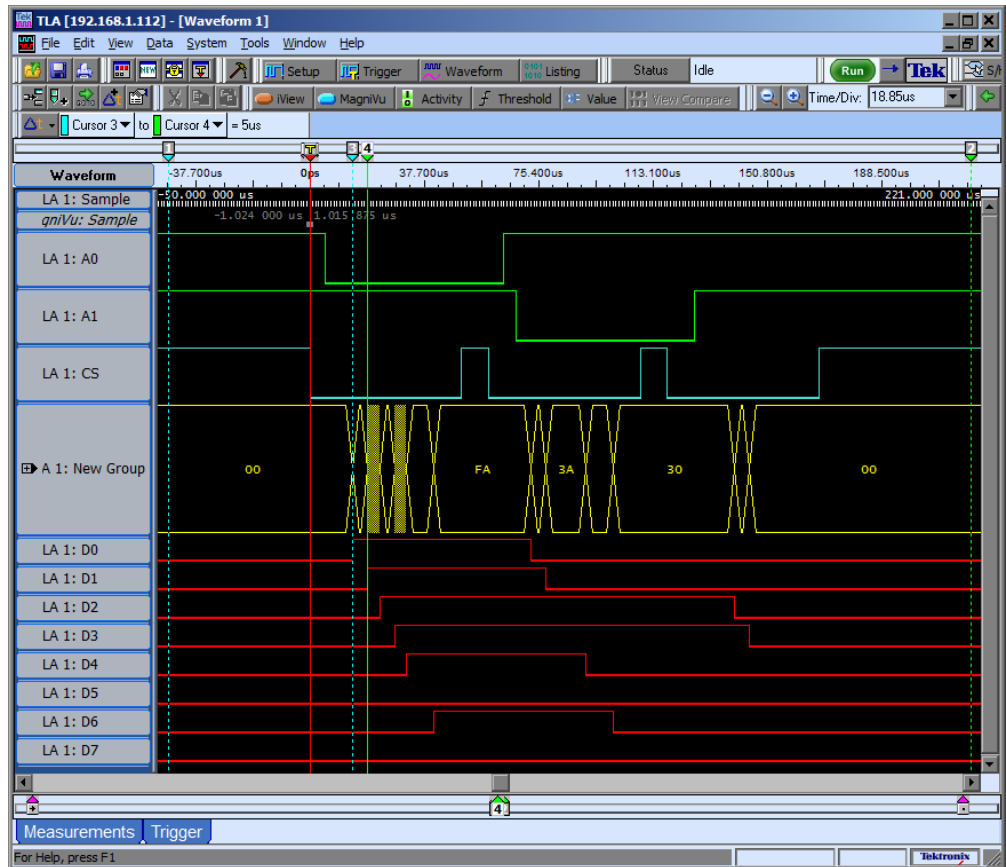 TLA [192.168.1.112] - [Waveform 1]
File Edit View Data System Tools Window Help
Setup Trigger Waveform Listing Status Idle Run Tek
iView MagniVu Activity Threshold Value View Compare Time/Div: 18.85us
Δt Cursor 3 to Cursor 4 = 5us
1 T 3 4 2
Waveform -37.700us 0ps 37.700us 75.400us 113.100us 150.800us 188.500us
LA 1: Sample -50.000 000 us 221.000 000 us
gniVu: Sample -1.024 000 us 1.015 875 us
LA 1: A0
LA 1: A1
LA 1: CS
A 1: New Group 00 FA 3A 30 00
LA 1: D0
LA 1: D1
LA 1: D2
LA 1: D3
LA 1: D4
LA 1: D5
LA 1: D6
LA 1: D7
4
Measurements Trigger
For Help, press F1 Tektronix